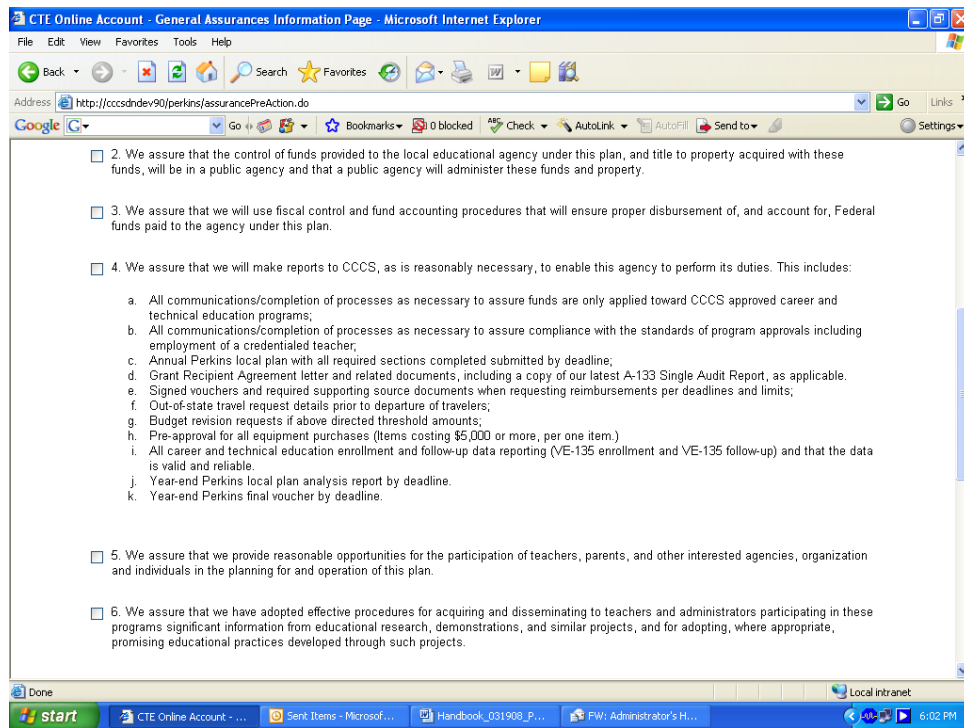 CTE Online Account - General Assurances Information Page - Microsoft Internet Explorer
File Edit View Favorites Tools Help
Back Search Favorites
Address http://cccsdndev90/perkins/assurancePreAction.do Go Links
Google G Go Bookmarks 0 blocked ABC Check AutoLink AutoFill Send to Settings
2. We assure that the control of funds provided to the local educational agency under this plan, and title to property acquired with these
funds, will be in a public agency and that a public agency will administer these funds and property.
3. We assure that we will use fiscal control and fund accounting procedures that will ensure proper disbursement of, and account for, Federal
funds paid to the agency under this plan.
4. We assure that we will make reports to CCCS, as is reasonably necessary, to enable this agency to perform its duties. This includes:
a. All communications/completion of processes as necessary to assure funds are only applied toward CCCS approved career and
technical education programs;
b. All communications/completion of processes as necessary to assure compliance with the standards of program approvals including
employment of a credentialed teacher;
c. Annual Perkins local plan with all required sections completed submitted by deadline;
d. Grant Recipient Agreement letter and related documents, including a copy of our latest A-133 Single Audit Report, as applicable.
e. Signed vouchers and required supporting source documents when requesting reimbursements per deadlines and limits;
f. Out-of-state travel request details prior to departure of travelers;
g. Budget revision requests if above directed threshold amounts;
h. Pre-approval for all equipment purchases (Items costing $5,000 or more, per one item.)
i. All career and technical education enrollment and follow-up data reporting (VE-135 enrollment and VE-135 follow-up) and that the data
is valid and reliable.
j. Year-end Perkins local plan analysis report by deadline.
k. Year-end Perkins final voucher by deadline.
5. We assure that we provide reasonable opportunities for the participation of teachers, parents, and other interested agencies, organization
and individuals in the planning for and operation of this plan.
6. We assure that we have adopted effective procedures for acquiring and disseminating to teachers and administrators participating in these
programs significant information from educational research, demonstrations, and similar projects, and for adopting, where appropriate,
promising educational practices developed through such projects.
Done Local intranet
start CTE Online Account - ... Sent Items - Microsof... Handbook_031908_P... FW: Administrator's H... 6:02 PM